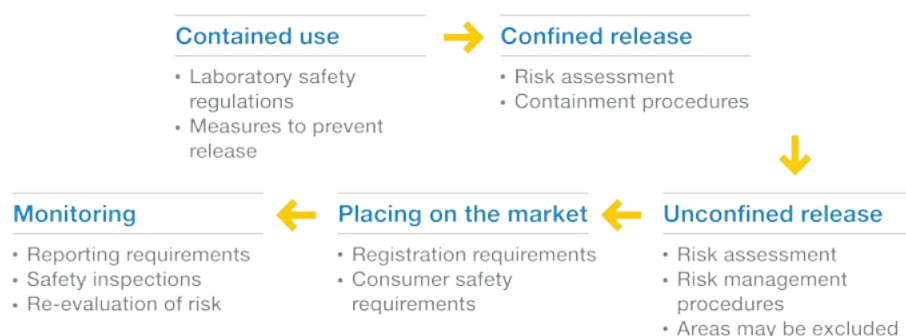 Contained use
• Laboratory safety
regulations
• Measures to prevent
release
Confined release
• Risk assessment
• Containment procedures
Unconfined release
• Risk assessment
• Risk management
procedures
• Areas may be excluded
Placing on the market
• Registration requirements
• Consumer safety
requirements
Monitoring
• Reporting requirements
• Safety inspections
• Re-evaluation of risk